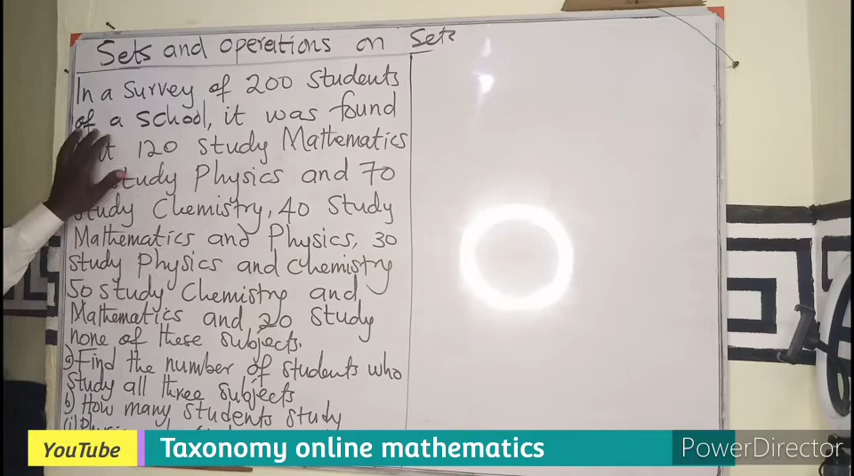 Sets and operations on Sets
In a Survey of 200 Students
of a school, it was found
120 study Mathematics
study Physics and 70
study Chemistry, 40 Study
Mathematics and Physics, 30
study Physics and chemistry
50 study Chemistry and
Mathematics and 20 study
none of these subjects.
a) Find the number of students who
study all three subjects
b) How many students study
YouTube Taxonomy online mathematics
PowerDirector